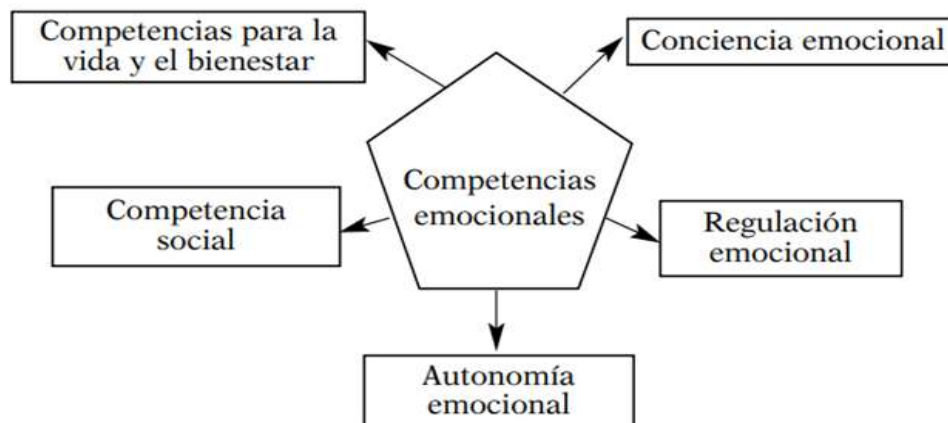 Competencias para la
vida y el bienestar
Conciencia emocional
Competencias
emocionales
Competencia
social
Regulación
emocional
Autonomía
emocional